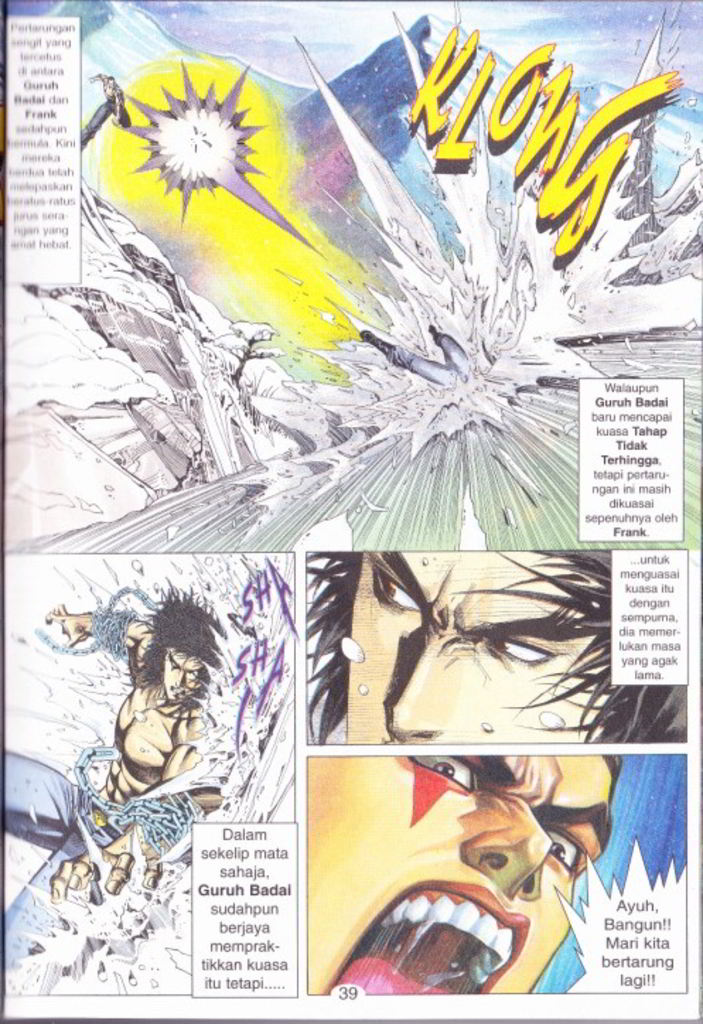 Pertarungan
sengit yang
tercetus
di antara
Guruh
Badai dan
Frank
sudahpun
bermula. Kini
mereka
berdua telah
melepaskan
beratus-ratus
jurus sera-
ngan yang
amat hebat.
KLONS
Walaupun
Guruh Badai
baru mencapai
kuasa Tahap
Tidak
Terhingga,
tetapi pertaru-
ngan ini masih
dikuasai
sepenuhnya oleh
Frank.
SHA
SHA
Dalam
sekelip mata
sahaja,
Guruh Badai
sudahpun
berjaya
memprak-
tikkan kuasa
itu tetapi.....
...untuk
menguasai
kuasa itu
dengan
sempurna,
dia memer-
lukan masa
yang agak
lama.
Ayuh,
Bangun!!
Mari kita
bertarung
lagi!!
39